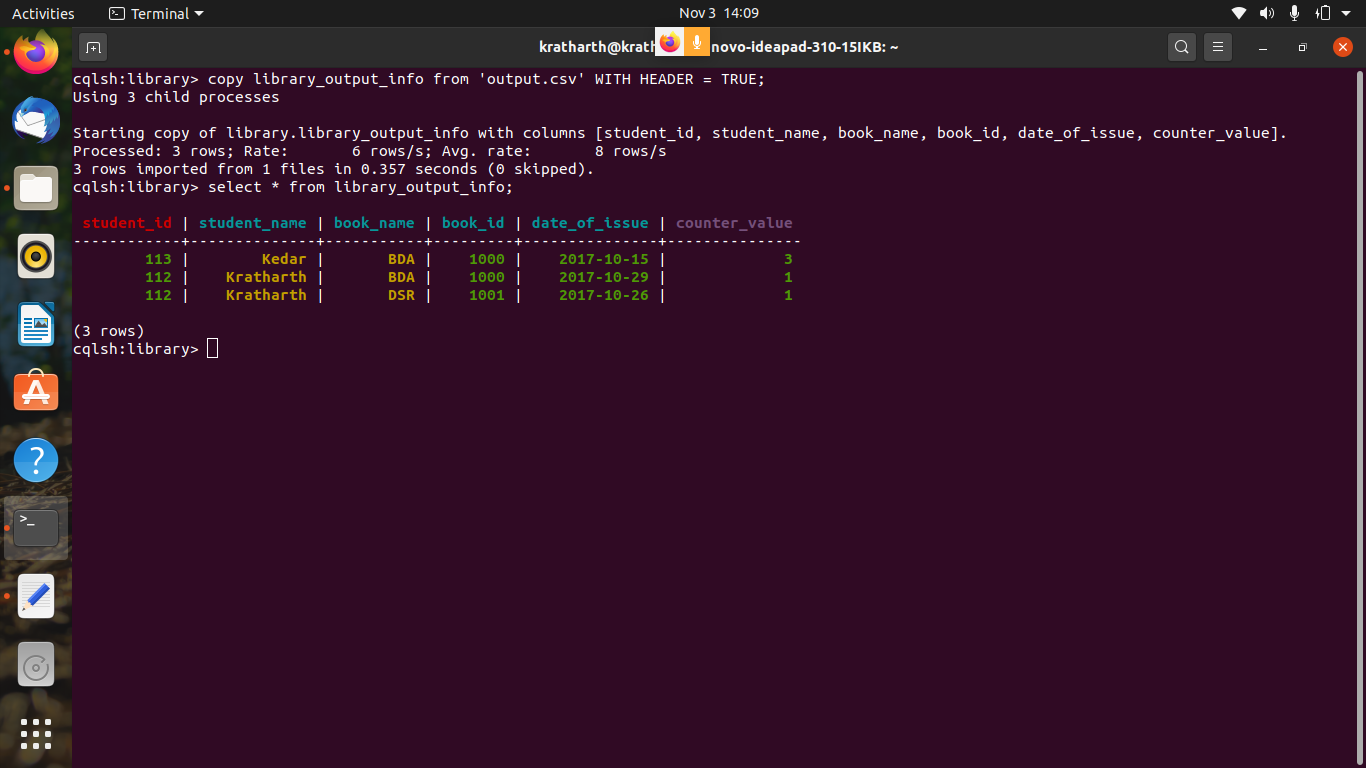 Activities Terminal Nov 3 14:09
kratharth@krath novo-ideapad-310-15IKB: ~
cqlsh:library> copy library_output_info from 'output.csv' WITH HEADER = TRUE;
Using 3 child processes
Starting copy of library.library_output_info with columns [student_id, student_name, book_name, book_id, date_of_issue, counter_value].
Processed: 3 rows; Rate:       6 rows/s; Avg. rate:       8 rows/s
3 rows imported from 1 files in 0.357 seconds (0 skipped).
cqlsh:library> select * from library_output_info;
 student_id | student_name | book_name | book_id | date_of_issue | counter_value
------------+--------------+-----------+---------+---------------+---------------
        113 |        Kedar |       BDA |    1000 |    2017-10-15 |             3
        112 |    Kratharth |       BDA |    1000 |    2017-10-29 |             1
        112 |    Kratharth |       DSR |    1001 |    2017-10-26 |             1
(3 rows)
cqlsh:library>